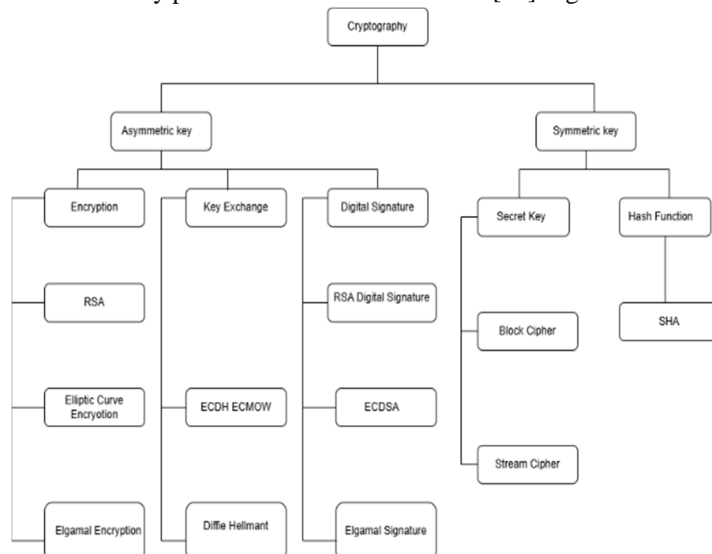 Cryptography
Asymmetric key
Symmetric key
Encryption
Key Exchange
Digital Signature
Secret Key
Hash Function
RSA
RSA Digital Signature
Block Cipher
SHA
Elliptic Curve
Encryotion
ECDH ECMOW
ECDSA
Stream Cipher
Elgamal Encryption
Diffie Hellmant
Elgamal Signature